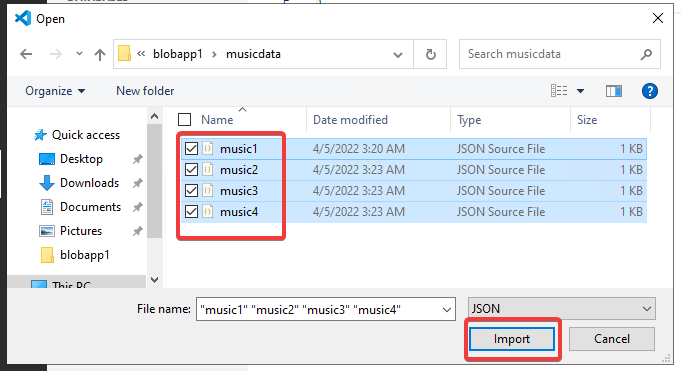 Open
« blobapp1 › musicdata
Search musicdata
Organize
New folder
Name
Date modified
Type
Size
Quick access
Desktop
Downloads
Documents
Pictures
blobapp1
This PC
music1 4/5/2022 3:20 AM JSON Source File 1 KB
music2 4/5/2022 3:23 AM JSON Source File 1 KB
music3 4/5/2022 3:23 AM JSON Source File 1 KB
music4 4/5/2022 3:23 AM JSON Source File 1 KB
File name: "music1" "music2" "music3" "music4"
JSON
Import
Cancel